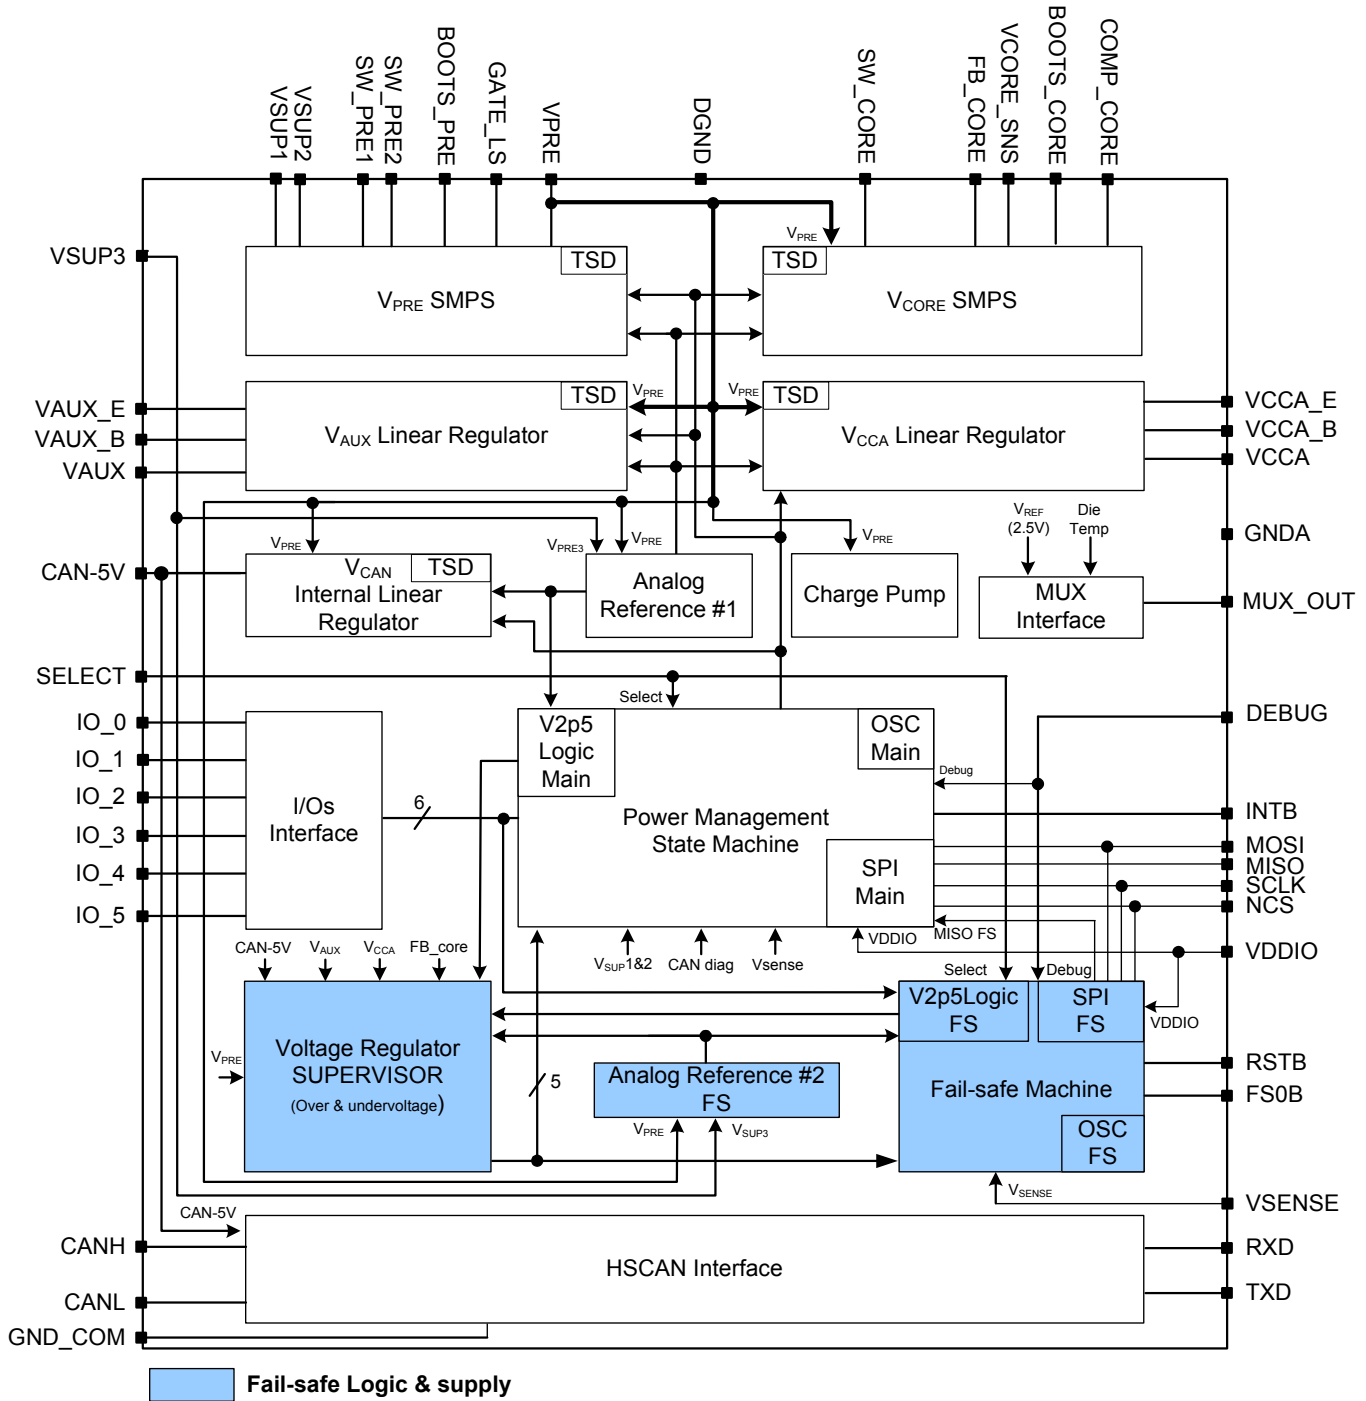 VSUP1
VSUP2
SW_PRE1
SW_PRE2
BOOTS_PRE
GATE_LS
VPRE
DGND
SW_CORE
FB_CORE
VCORE_SNS
BOOTS_CORE
COMP_CORE
VSUP3
TSD
VPRE SMPS
VPRE
TSD
VCORE SMPS
VAUX_E
VAUX_B
VAUX
TSD
VAUX Linear Regulator
VPRE
VPRE
TSD
VCCA Linear Regulator
VCCA_E
VCCA_B
VCCA
GNDA
VPRE
VPRE3
VPRE
VPRE
VREF
(2.5V)
Die
Temp
CAN-5V
VCAN
TSD
Internal Linear
Regulator
Analog
Reference #1
Charge Pump
MUX
Interface
MUX_OUT
SELECT
Select
IO_0
IO_1
IO_2
IO_3
IO_4
IO_5
I/Os
Interface
6
V2p5
Logic
Main
OSC
Main
Power Management
State Machine
SPI
Main
Debug
DEBUG
INTB
MOSI
MISO
SCLK
NCS
VDDIO
VDDIO
MISO FS
CAN-5V
VAUX
VCCA
FB_core
VSUP1&2
CAN diag
Vsense
Select
Debug
VPRE
Voltage Regulator
SUPERVISOR
(Over & undervoltage)
5
Analog Reference #2
FS
VPRE
VSUP3
V2p5Logic
FS
SPI
FS
VDDIO
Fail-safe Machine
OSC
FS
RSTB
FS0B
VSENSE
VSENSE
CAN-5V
CANH
CANL
GND_COM
HSCAN Interface
RXD
TXD
Fail-safe Logic & supply